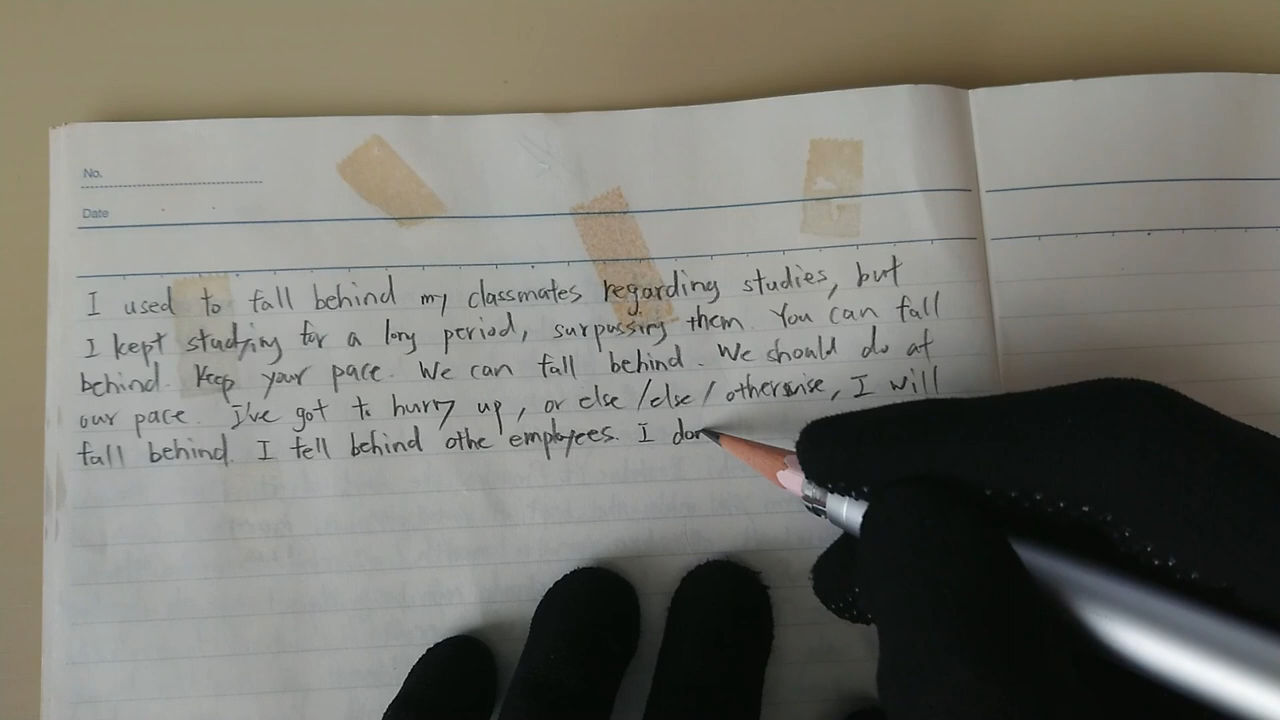 No.
Date
I used to fall behind my classmates regarding studies, but
I kept studying for a long period, surpassing them. You can fall
behind. Keep your pace. We can fall behind. We should do at
our pace. I've got to hurry up, or else /else / otherwise, I will
fall behind. I fell behind othe employees. I don